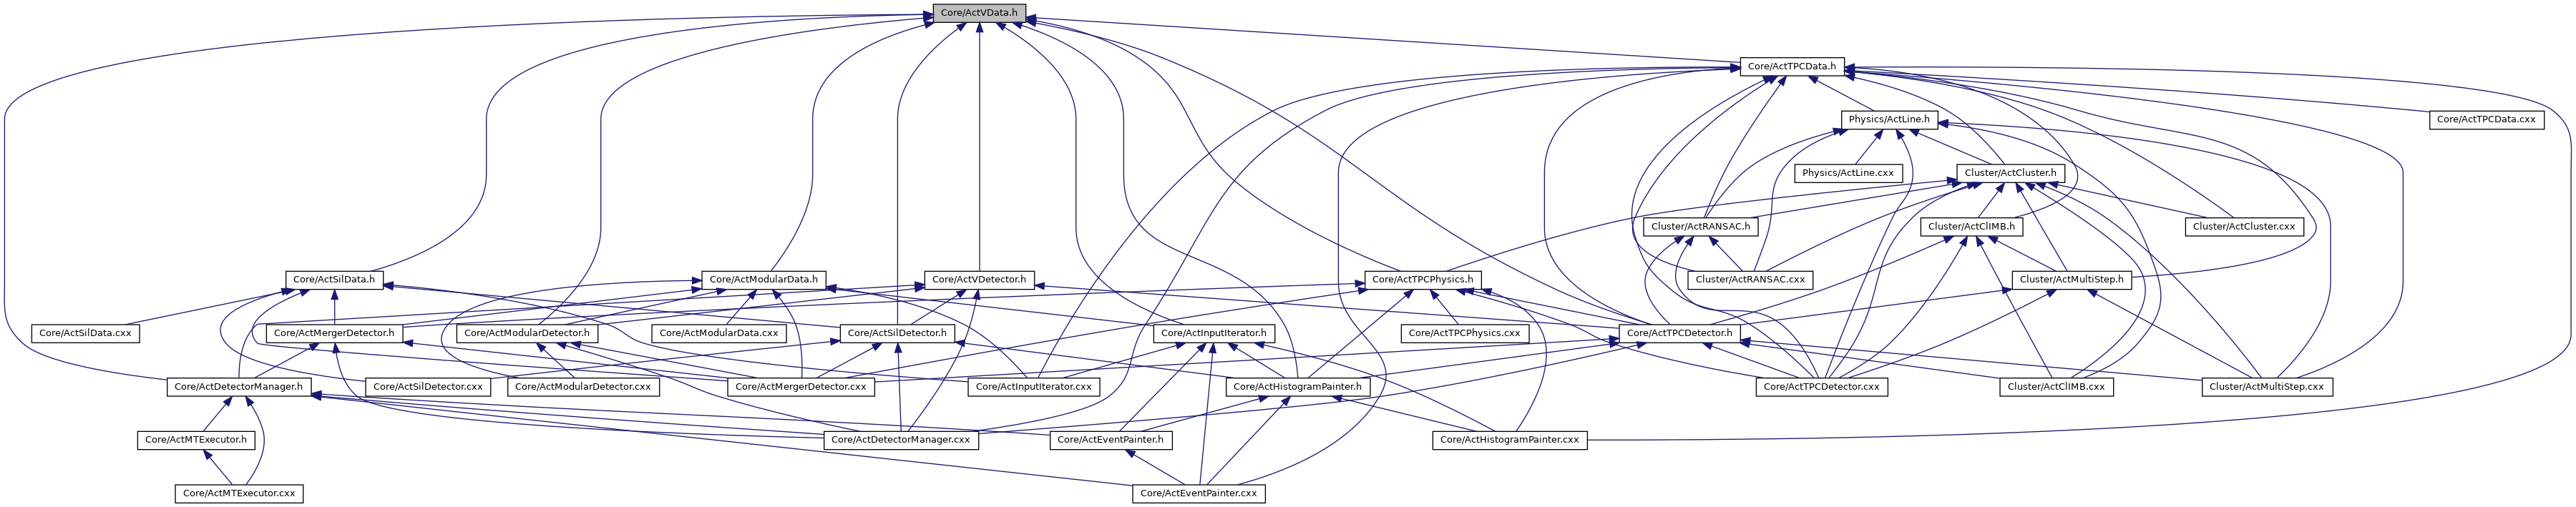 Core/ActVData.h
Core/ActTPCData.h
Physics/ActLine.h
Core/ActTPCData.cxx
Physics/ActLine.cxx
Cluster/ActCluster.h
Cluster/ActRANSAC.h
Cluster/ActClIMB.h
Cluster/ActCluster.cxx
Core/ActSilData.h
Core/ActModularData.h
Core/ActVDetector.h
Core/ActTPCPhysics.h
Cluster/ActRANSAC.cxx
Cluster/ActMultiStep.h
Core/ActSilData.cxx
Core/ActMergerDetector.h
Core/ActModularDetector.h
Core/ActModularData.cxx
Core/ActSilDetector.h
Core/ActInputIterator.h
Core/ActTPCPhysics.cxx
Core/ActTPCDetector.h
Core/ActDetectorManager.h
Core/ActSilDetector.cxx
Core/ActModularDetector.cxx
Core/ActMergerDetector.cxx
Core/ActInputIterator.cxx
Core/ActHistogramPainter.h
Core/ActTPCDetector.cxx
Cluster/ActClIMB.cxx
Cluster/ActMultiStep.cxx
Core/ActMTExecutor.h
Core/ActDetectorManager.cxx
Core/ActEventPainter.h
Core/ActHistogramPainter.cxx
Core/ActMTExecutor.cxx
Core/ActEventPainter.cxx